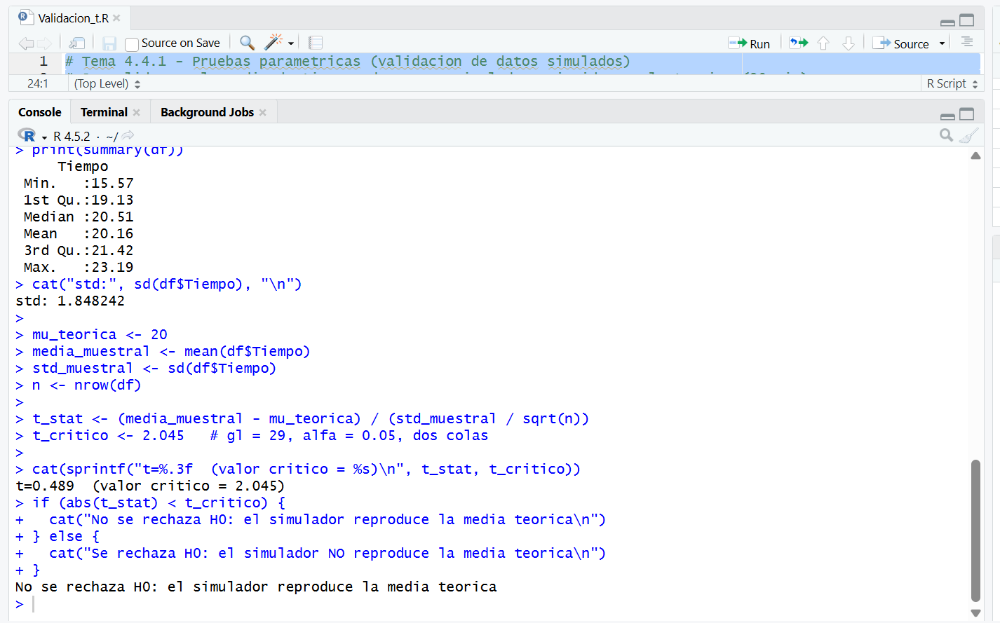 Validacion_t.R
Source on Save
Run
Source
1 # Tema 4.4.1 - Pruebas parametricas (validacion de datos simulados)
24:1 (Top Level) R Script
Console Terminal Background Jobs
R 4.5.2 · ~/
> print(summary(df))
Tiempo
Min. :15.57
1st Qu.:19.13
Median :20.51
Mean :20.16
3rd Qu.:21.42
Max. :23.19
> cat("std:", sd(df$Tiempo), "\n")
std: 1.848242
>
> mu_teorica <- 20
> media_muestral <- mean(df$Tiempo)
> std_muestral <- sd(df$Tiempo)
> n <- nrow(df)
>
> t_stat <- (media_muestral - mu_teorica) / (std_muestral / sqrt(n))
> t_critico <- 2.045 # gl = 29, alfa = 0.05, dos colas
>
> cat(sprintf("t=%.3f (valor critico = %s)\n", t_stat, t_critico))
t=0.489 (valor critico = 2.045)
> if (abs(t_stat) < t_critico) {
+ cat("No se rechaza H0: el simulador reproduce la media teorica\n")
+ } else {
+ cat("Se rechaza H0: el simulador NO reproduce la media teorica\n")
+ }
No se rechaza H0: el simulador reproduce la media teorica
>